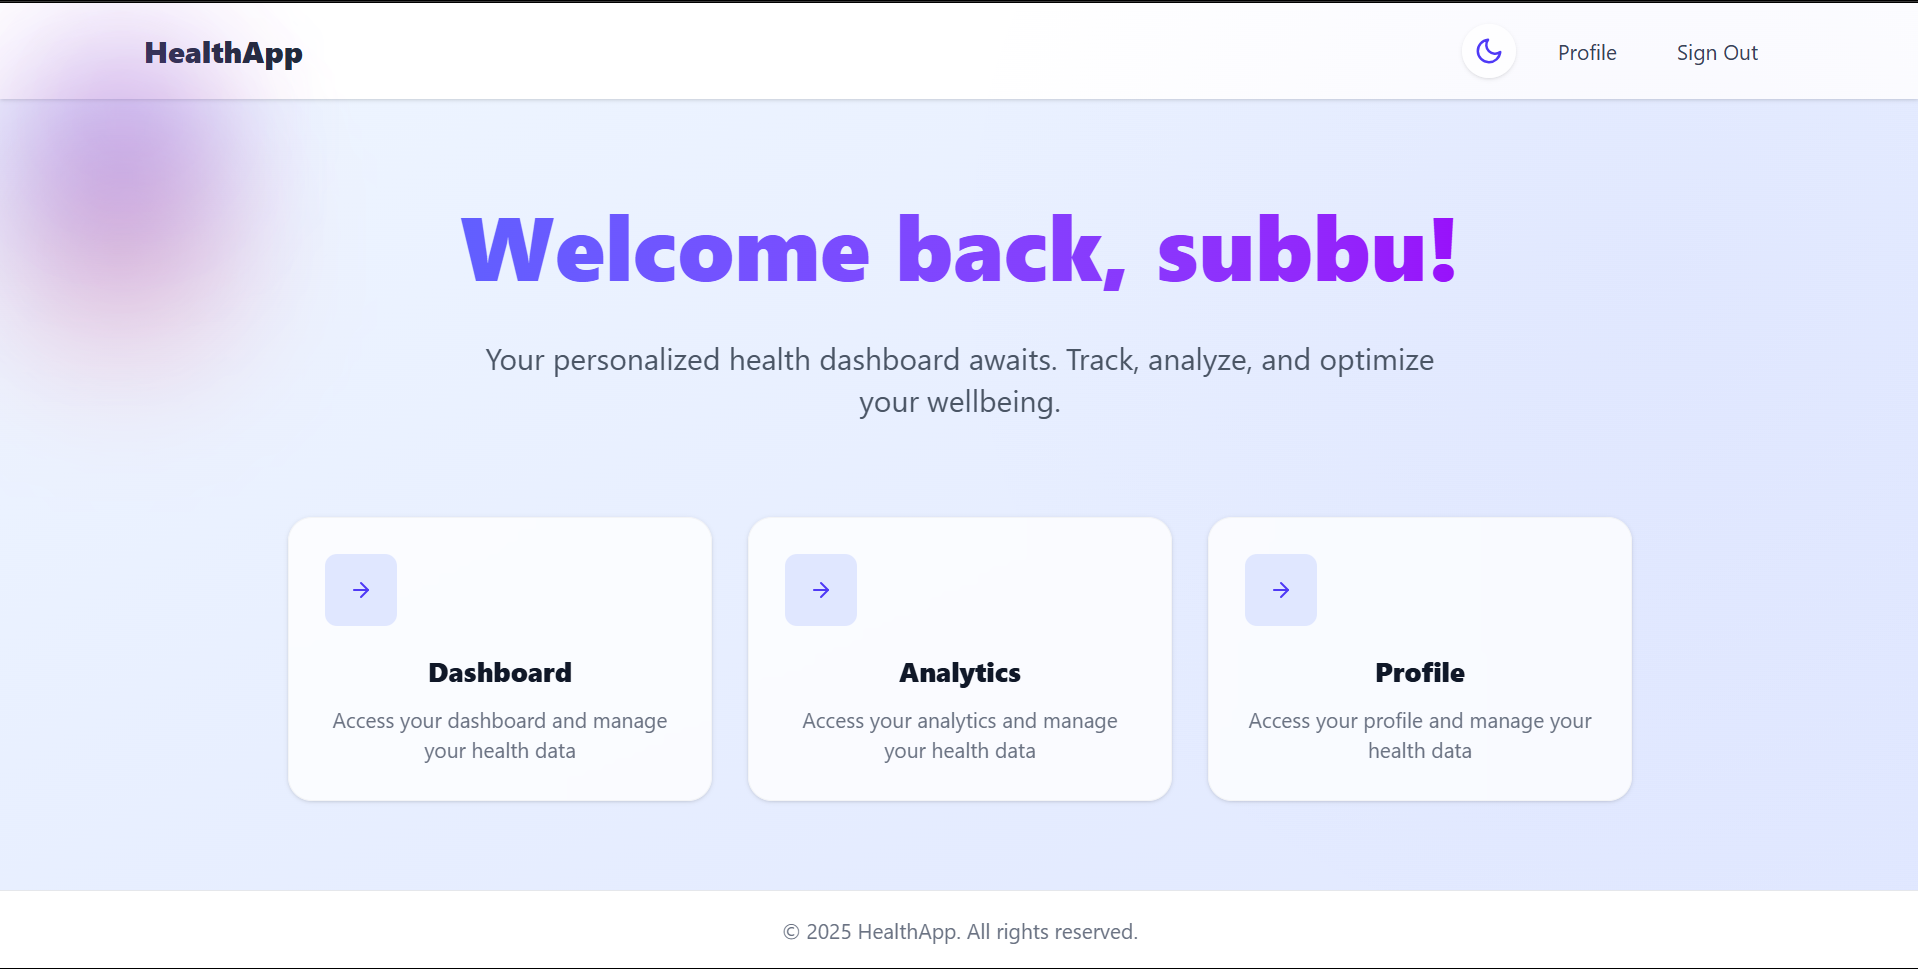 HealthApp
Profile
Sign Out
Welcome back, subbu!
Your personalized health dashboard awaits. Track, analyze, and optimize
your wellbeing.
Dashboard
Access your dashboard and manage
your health data
Analytics
Access your analytics and manage
your health data
Profile
Access your profile and manage your
health data
© 2025 HealthApp. All rights reserved.